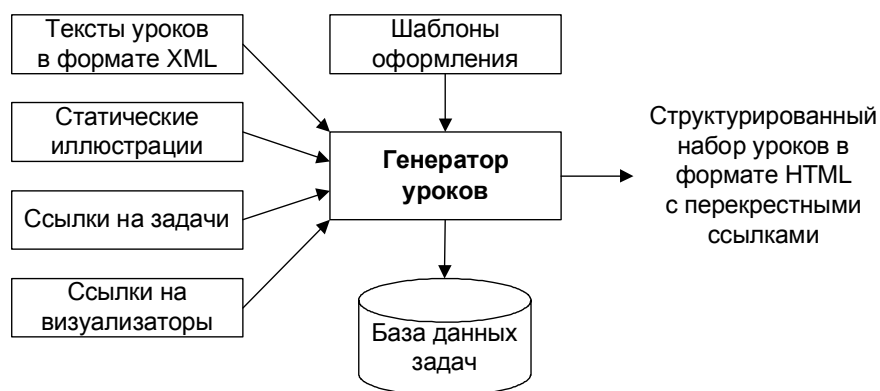 Тексты уроков
в формате XML
Шаблоны
оформления
Статические
иллюстрации
Генератор
уроков
Структурированный
набор уроков в
формате HTML
с перекрестными
ссылками
Ссылки на задачи
Ссылки на
визуализаторы
База данных
задач